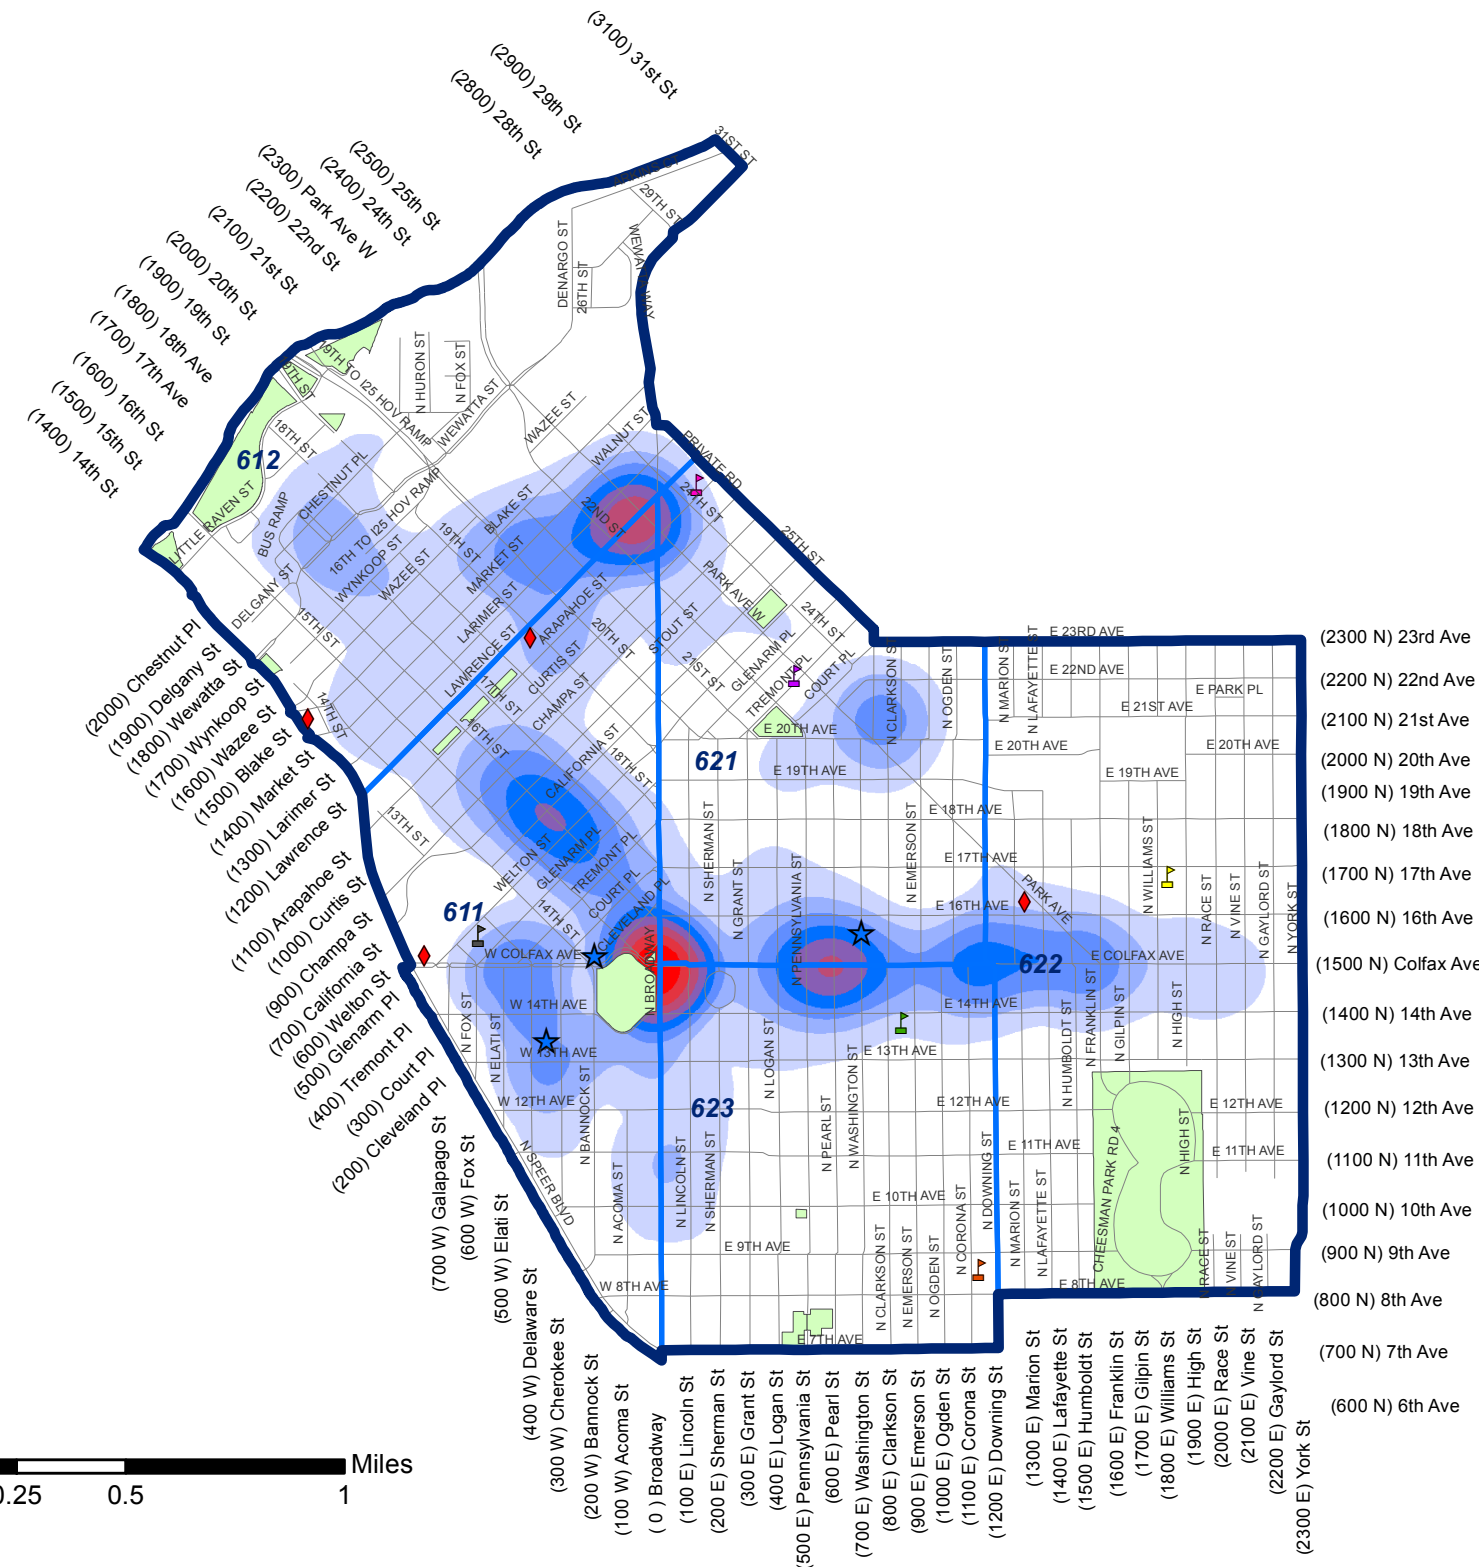 (3100) 31st St
(2900) 29th St
(2800) 28th St
(2500) 25th St
(2400) 24th St
(2300) Park Ave W
(2200) 22nd St
(2100) 21st St
(2000) 20th St
(1900) 19th St
(1800) 18th Ave
(1700) 17th Ave
(1600) 16th St
(1500) 15th St
(1400) 14th St
31ST ST
29TH ST
DENARGO ST
26TH ST
N HURON ST
N FOX ST
19TH TO I25 HOV RAMP
WEWATTA ST
WAZEE ST
WALNUT ST
PRIVATE RD
18TH ST
612
CHESTNUT PL
LITTLE RAVEN ST
BUS RAMP
16TH TO I25 HOV RAMP
BLAKE ST
22ND ST
24TH ST
25TH ST
19TH ST
MARKET ST
WYNKOOP ST
WAZEE ST
DELGANY ST
15TH ST
LARIMER ST
ARAPAHOE ST
PARK AVE W
24TH ST
LAWRENCE ST
CURTIS ST
20TH ST
STOUT ST
21ST ST
GLENARM PL
TREMONT PL
COURT PL
17TH ST
CHAMPA ST
16TH ST
14TH ST
CALIFORNIA ST
18TH ST
13TH ST
621
E 23RD AVE
E 22ND AVE
E PARK PL
E 21ST AVE
E 20TH AVE
E 20TH AVE
E 20TH AVE
E 19TH AVE
E 19TH AVE
E 18TH AVE
E 17TH AVE
E 16TH AVE
PARK AVE
N CLARKSON ST
N OGDEN ST
N MARION ST
N LAFAYETTE ST
WELTON ST
GLENARM PL
TREMONT PL
COURT PL
CLEVELAND PL
14TH ST
N SHERMAN ST
N GRANT ST
N PENNSYLVANIA ST
N EMERSON ST
N WILLIAMS ST
N RACE ST
N VINE ST
N GAYLORD ST
N YORK ST
611
W COLFAX AVE
N BROADWAY
622
E COLFAX AVE
W 14TH AVE
E 14TH AVE
N FOX ST
N ELATI ST
W 13TH AVE
E 13TH AVE
N LOGAN ST
N WASHINGTON ST
N HUMBOLDT ST
N FRANKLIN ST
N GILPIN ST
N HIGH ST
W 12TH AVE
N BANNOCK ST
623
E 12TH AVE
E 12TH AVE
N PEARL ST
E 11TH AVE
E 11TH AVE
N SPEER BLVD
N ACOMA ST
N LINCOLN ST
N SHERMAN ST
E 10TH AVE
E 9TH AVE
N CLARKSON ST
N EMERSON ST
N OGDEN ST
N CORONA ST
N DOWNING ST
N MARION ST
N LAFAYETTE ST
CHEESMAN PARK RD 4
N HIGH ST
N RACE ST
N VINE ST
N GAYLORD ST
W 8TH AVE
E 8TH AVE
E 7TH AVE
(2300 N) 23rd Ave
(2200 N) 22nd Ave
(2100 N) 21st Ave
(2000 N) 20th Ave
(1900 N) 19th Ave
(1800 N) 18th Ave
(1700 N) 17th Ave
(1600 N) 16th Ave
(1500 N) Colfax Ave
(1400 N) 14th Ave
(1300 N) 13th Ave
(1200 N) 12th Ave
(1100 N) 11th Ave
(1000 N) 10th Ave
(900 N) 9th Ave
(800 N) 8th Ave
(700 N) 7th Ave
(600 N) 6th Ave
(2000) Chestnut Pl
(1900) Delgany St
(1800) Wewatta St
(1700) Wynkoop St
(1600) Wazee St
(1500) Blake St
(1400) Market St
(1300) Larimer St
(1200) Lawrence St
(1100) Arapahoe St
(1000) Curtis St
(900) Champa St
(700) California St
(600) Welton St
(500) Glenarm Pl
(400) Tremont Pl
(300) Court Pl
(200) Cleveland Pl
(700 W) Galapago St
(600 W) Fox St
(500 W) Elati St
(400 W) Delaware St
(300 W) Cherokee St
(200 W) Bannock St
(100 W) Acoma St
( 0 ) Broadway
(100 E) Lincoln St
(200 E) Sherman St
(300 E) Grant St
(400 E) Logan St
(500 E) Pennsylvania St
(600 E) Pearl St
(700 E) Washington St
(800 E) Clarkson St
(900 E) Emerson St
(1000 E) Ogden St
(1100 E) Corona St
(1200 E) Downing St
(1300 E) Marion St
(1400 E) Lafayette St
(1500 E) Humboldt St
(1600 E) Franklin St
(1700 E) Gilpin St
(1800 E) Williams St
(1900 E) High St
(2000 E) Race St
(2100 E) Vine St
(2200 E) Gaylord St
(2300 E) York St
Miles
0.25 0.5 1